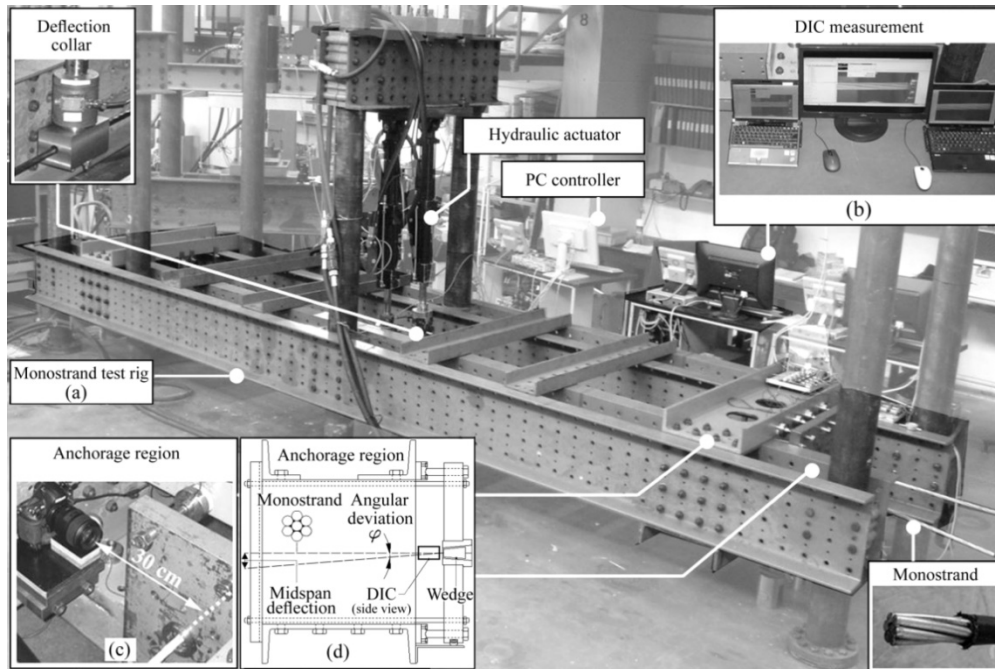 Deflection
collar
8
DIC measurement
(b)
Hydraulic actuator
PC controller
Monostrand test rig
(a)
Anchorage region
30 cm
(c)
Anchorage region
Monostrand
Angular
deviation
φ
Midspan
deflection
DIC
(side view)
Wedge
(d)
Monostrand